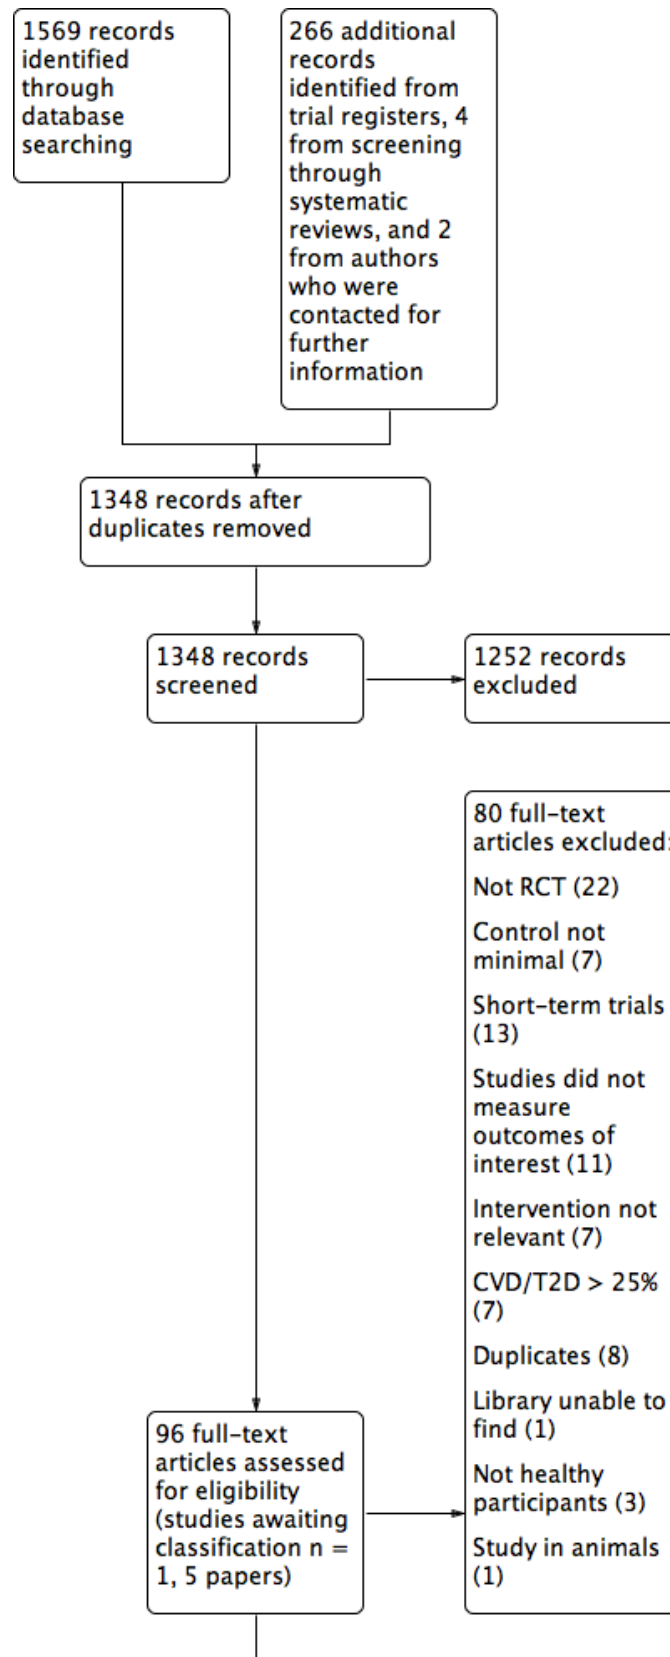 1569 records
identified
through
database
searching
266 additional
records
identified from
trial registers, 4
from screening
through
systematic
reviews, and 2
from authors
who were
contacted for
further
information
1348 records after
duplicates removed
1348 records
screened
1252 records
excluded
80 full-text
articles excluded:
Not RCT (22)
Control not
minimal (7)
Short-term trials
(13)
Studies did not
measure
outcomes of
interest (11)
Intervention not
relevant (7)
CVD/T2D > 25%
(7)
Duplicates (8)
Library unable to
find (1)
Not healthy
participants (3)
Study in animals
(1)
96 full-text
articles assessed
for eligibility
(studies awaiting
classification n =
1, 5 papers)